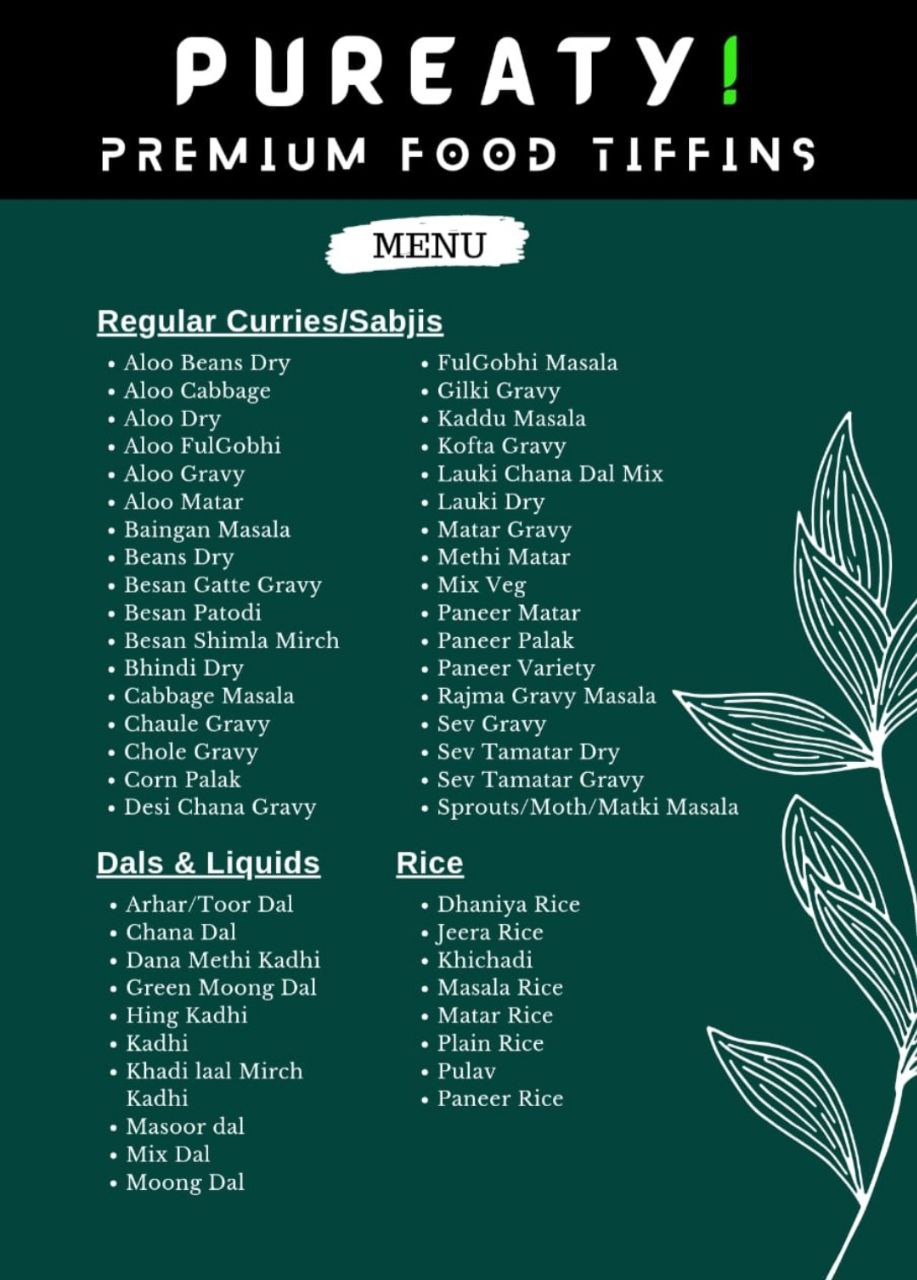 PUREATY!
PREMIUM FOOD TIFFINS
MENU
Regular Curries/Sabjis
• Aloo Beans Dry
• Aloo Cabbage
• Aloo Dry
• Aloo FulGobhi
• Aloo Gravy
• Aloo Matar
• Baingan Masala
• Beans Dry
• Besan Gatte Gravy
• Besan Patodi
• Besan Shimla Mirch
• Bhindi Dry
• Cabbage Masala
• Chaule Gravy
• Chole Gravy
• Corn Palak
• Desi Chana Gravy
• FulGobhi Masala
• Gilki Gravy
• Kaddu Masala
• Kofta Gravy
• Lauki Chana Dal Mix
• Lauki Dry
• Matar Gravy
• Methi Matar
• Mix Veg
• Paneer Matar
• Paneer Palak
• Paneer Variety
• Rajma Gravy Masala
• Sev Gravy
• Sev Tamatar Dry
• Sev Tamatar Gravy
• Sprouts/Moth/Matki Masala
Dals & Liquids
• Arhar/Toor Dal
• Chana Dal
• Dana Methi Kadhi
• Green Moong Dal
• Hing Kadhi
• Kadhi
• Khadi laal Mirch
Kadhi
• Masoor dal
• Mix Dal
• Moong Dal
Rice
• Dhaniya Rice
• Jeera Rice
• Khichadi
• Masala Rice
• Matar Rice
• Plain Rice
• Pulav
• Paneer Rice